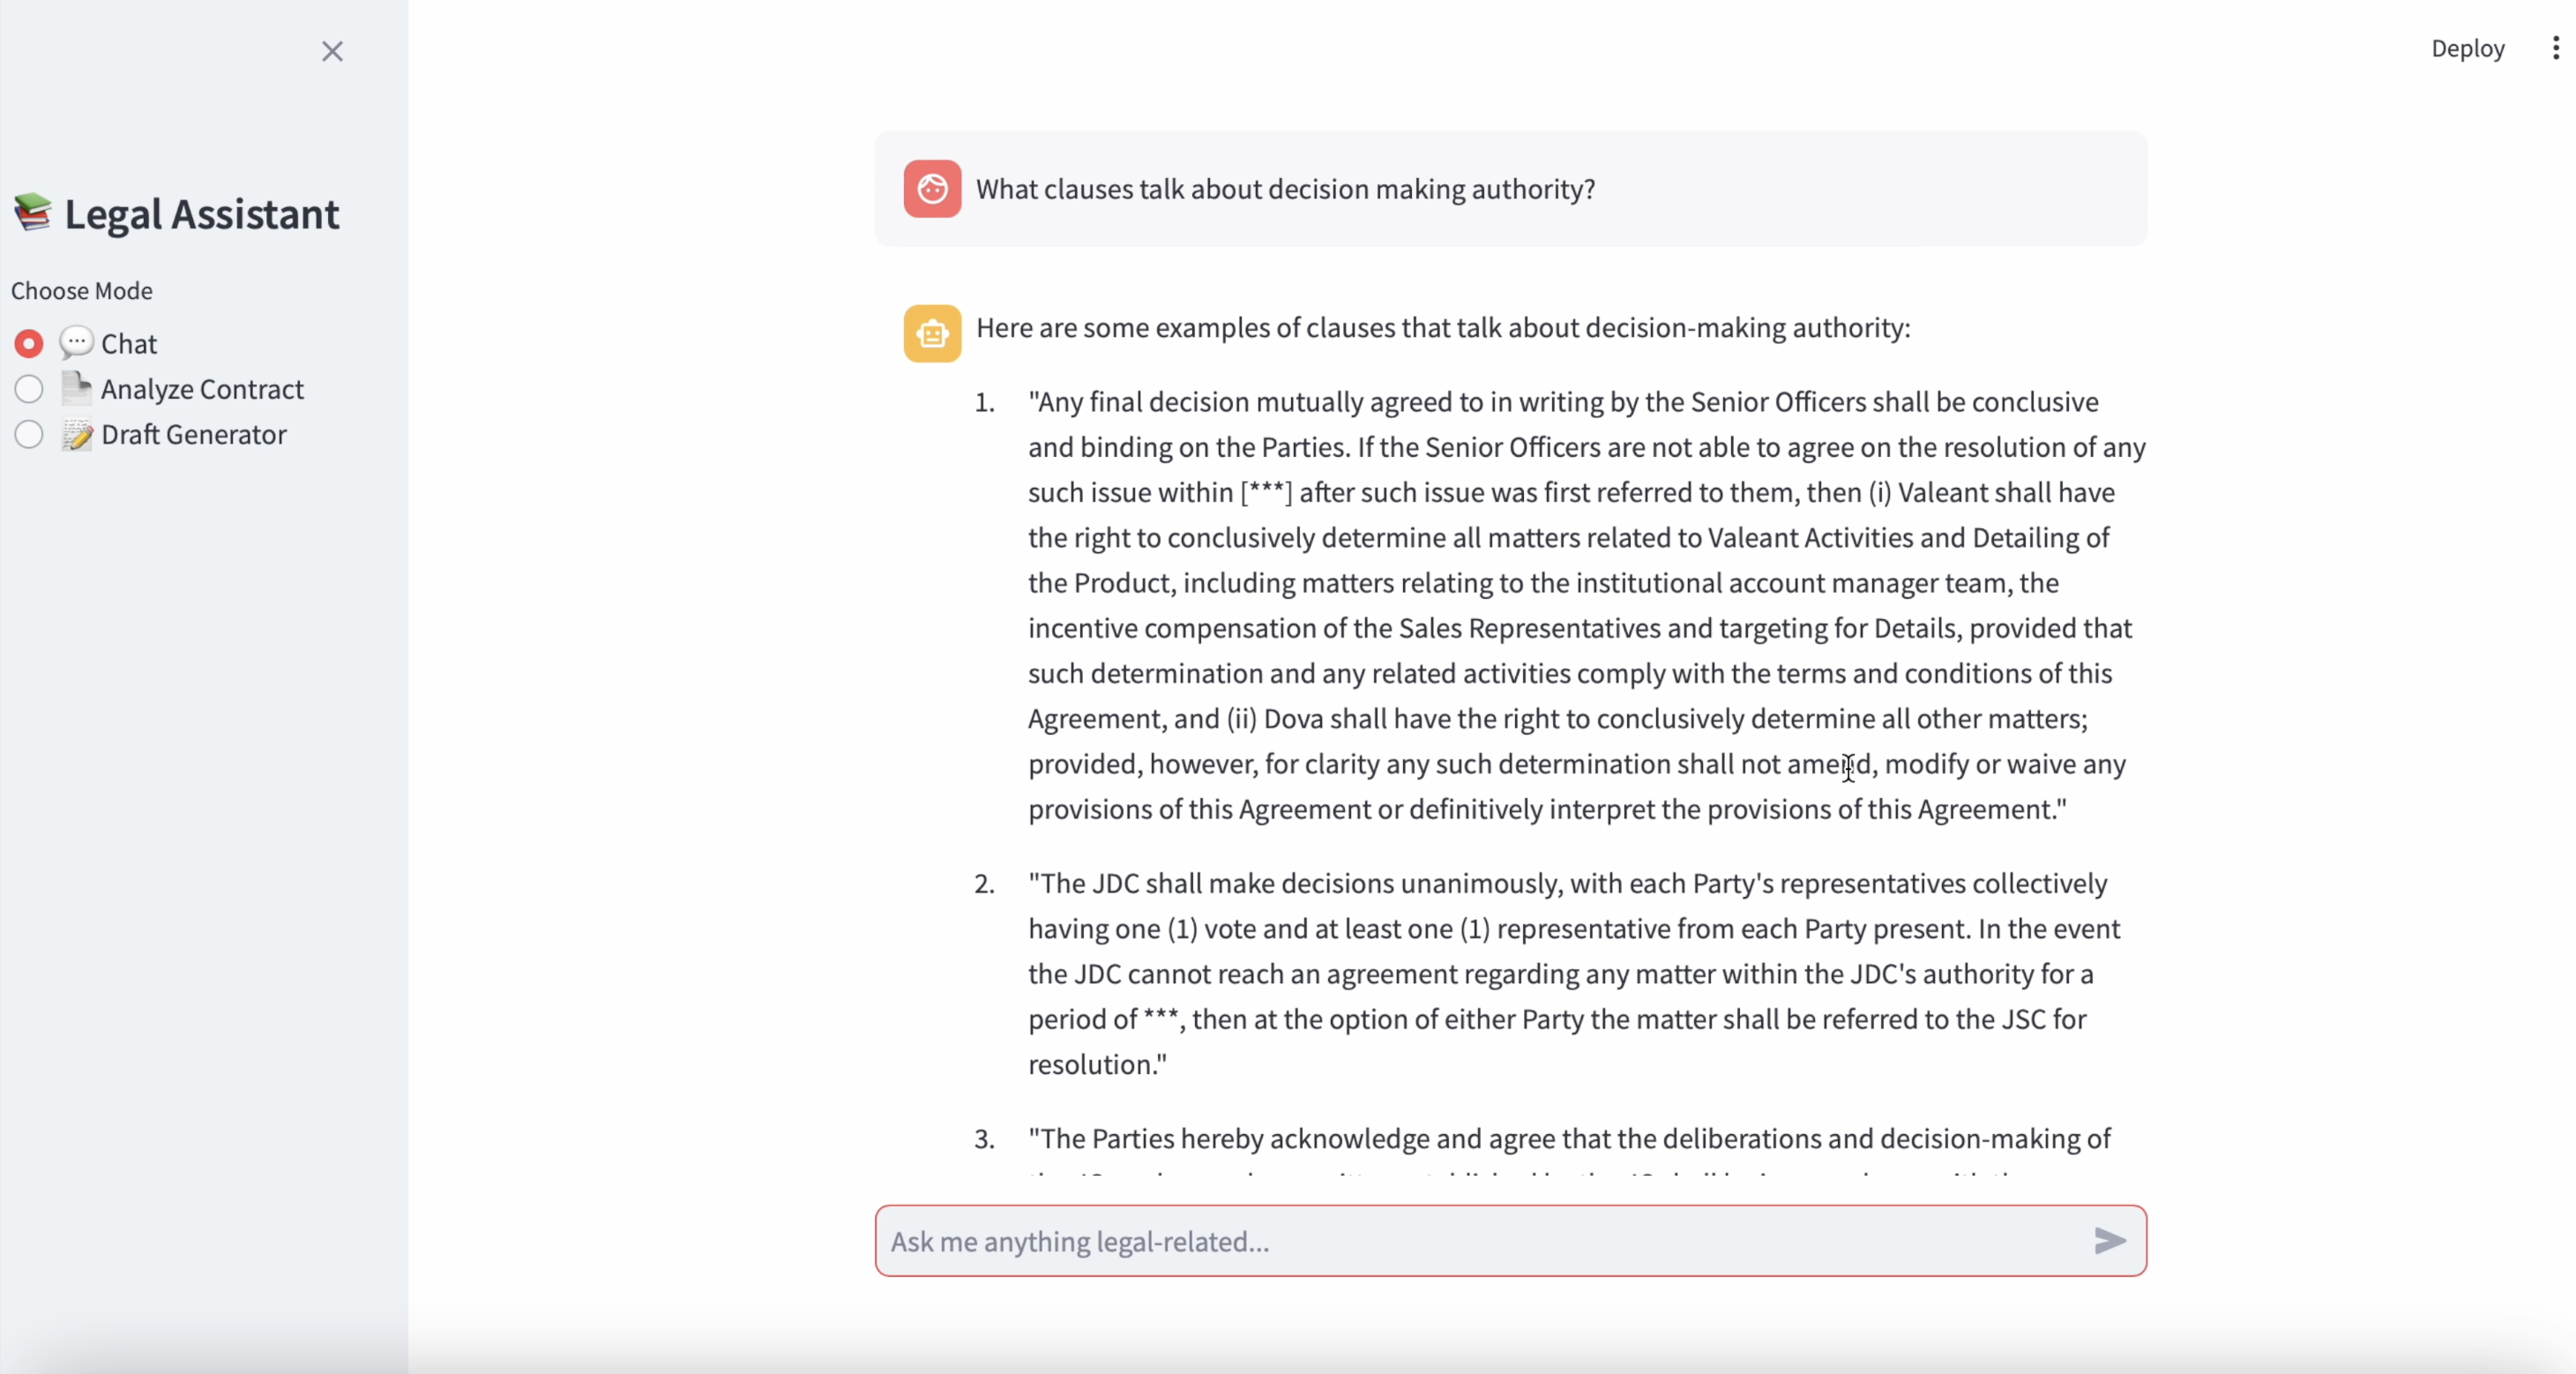 Deploy
📚 Legal Assistant
Choose Mode
💬 Chat
📄 Analyze Contract
📝 Draft Generator
What clauses talk about decision making authority?
Here are some examples of clauses that talk about decision-making authority:
1. "Any final decision mutually agreed to in writing by the Senior Officers shall be conclusive
and binding on the Parties. If the Senior Officers are not able to agree on the resolution of any
such issue within [***] after such issue was first referred to them, then (i) Valeant shall have
the right to conclusively determine all matters related to Valeant Activities and Detailing of
the Product, including matters relating to the institutional account manager team, the
incentive compensation of the Sales Representatives and targeting for Details, provided that
such determination and any related activities comply with the terms and conditions of this
Agreement, and (ii) Dova shall have the right to conclusively determine all other matters;
provided, however, for clarity any such determination shall not amend, modify or waive any
provisions of this Agreement or definitively interpret the provisions of this Agreement."
2. "The JDC shall make decisions unanimously, with each Party's representatives collectively
having one (1) vote and at least one (1) representative from each Party present. In the event
the JDC cannot reach an agreement regarding any matter within the JDC's authority for a
period of ***, then at the option of either Party the matter shall be referred to the JSC for
resolution."
3. "The Parties hereby acknowledge and agree that the deliberations and decision-making of
Ask me anything legal-related...